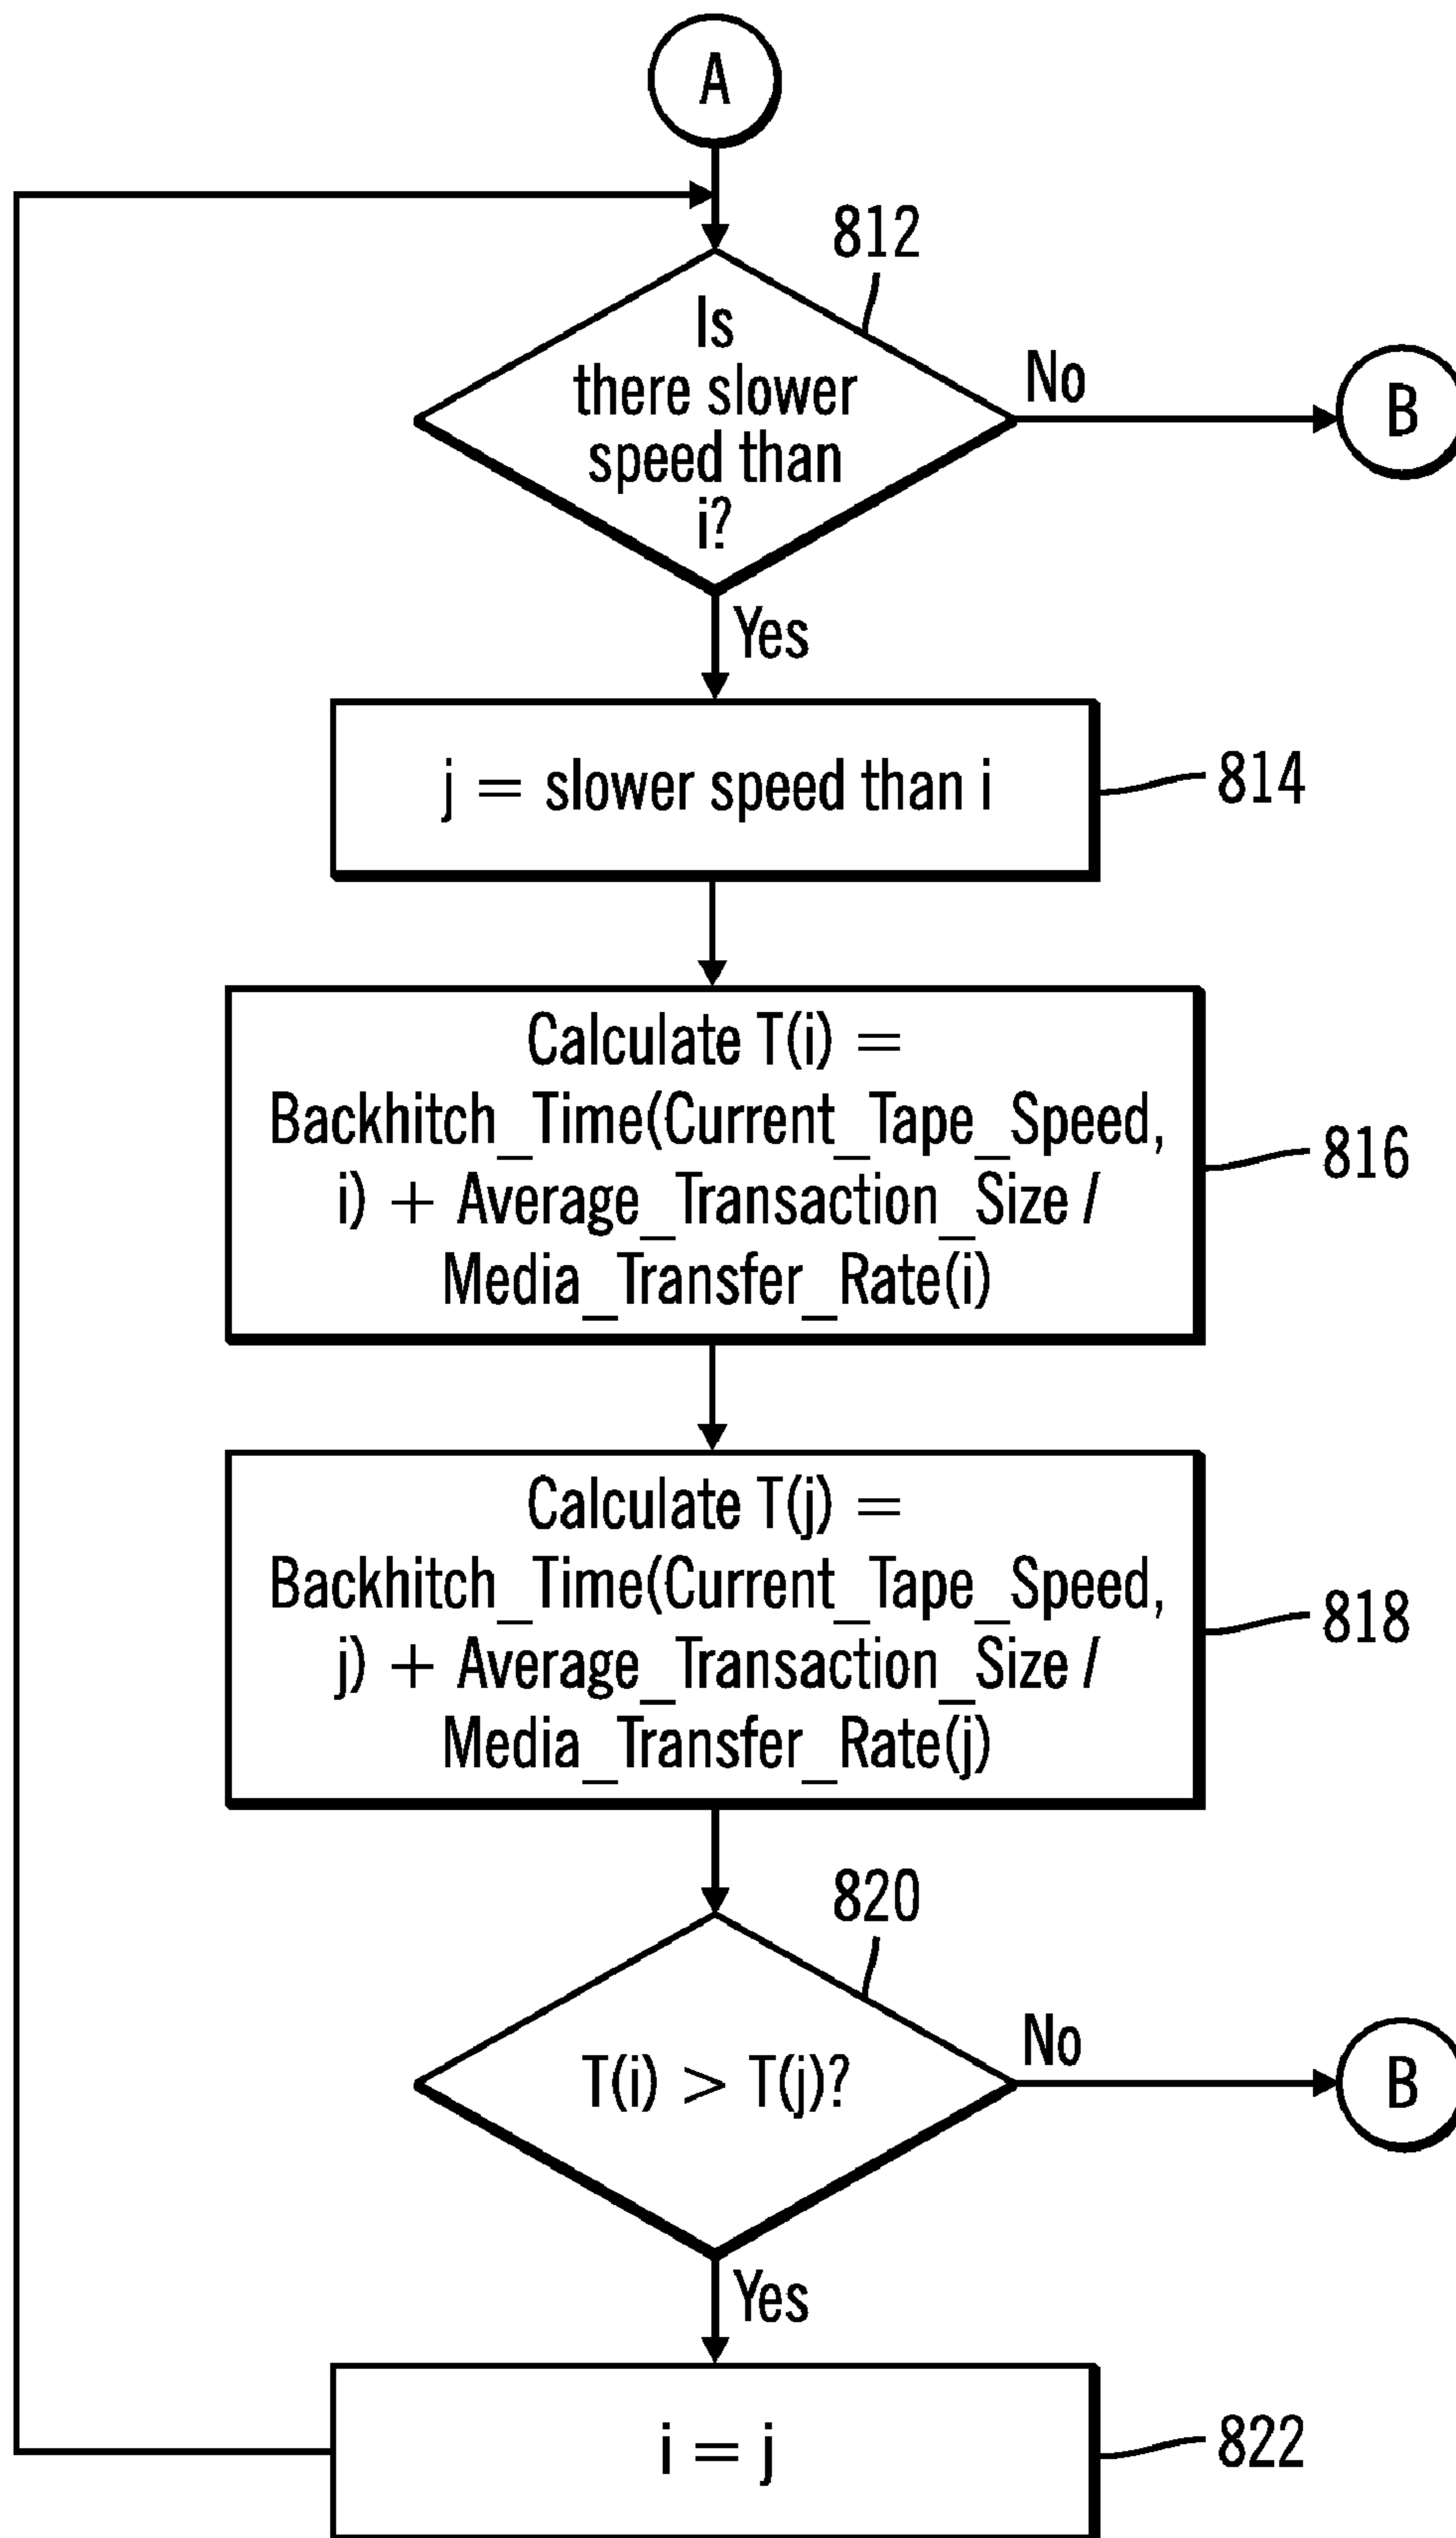 A
812
Is
there slower
speed than
i?
No
B
Yes
j = slower speed than i
814
Calculate T(i) =
Backhitch_Time(Current_Tape_Speed,
i) + Average_Transaction_Size /
Media_Transfer_Rate(i)
816
Calculate T(j) =
Backhitch_Time(Current_Tape_Speed,
j) + Average_Transaction_Size /
Media_Transfer_Rate(j)
818
820
T(i) > T(j)?
No
B
Yes
i = j
822